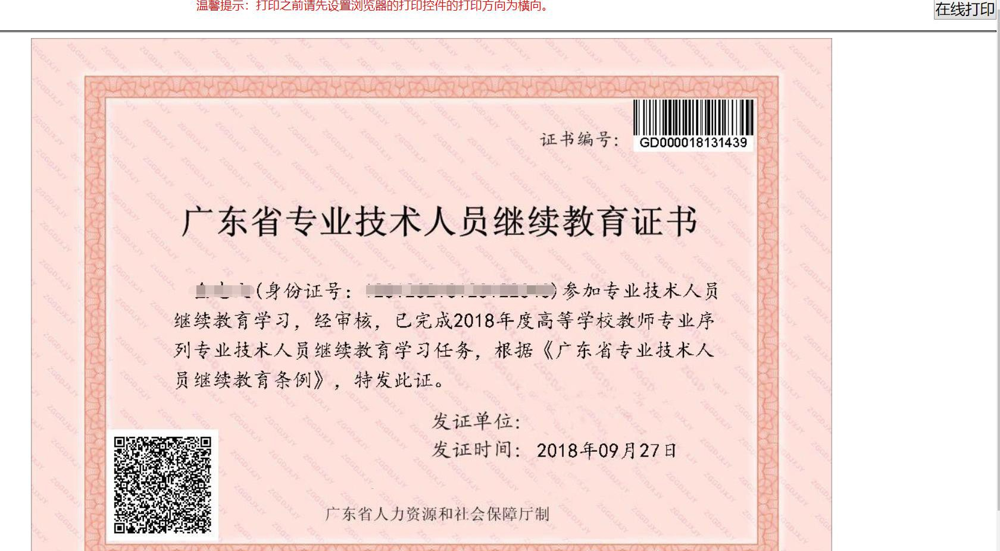 温馨提示：打印之前请先设置浏览器的打印控件的打印方向为横向。
在线打印
证书编号：
GD000018131439
广东省专业技术人员继续教育证书
(身份证号： )参加专业技术人员
继续教育学习，经审核，已完成2018年度高等学校教师专业序
列专业技术人员继续教育学习任务，根据《广东省专业技术人
员继续教育条例》，特发此证。
发证单位：
发证时间：2018年09月27日
广东省人力资源和社会保障厅制
ZGGDJXJY